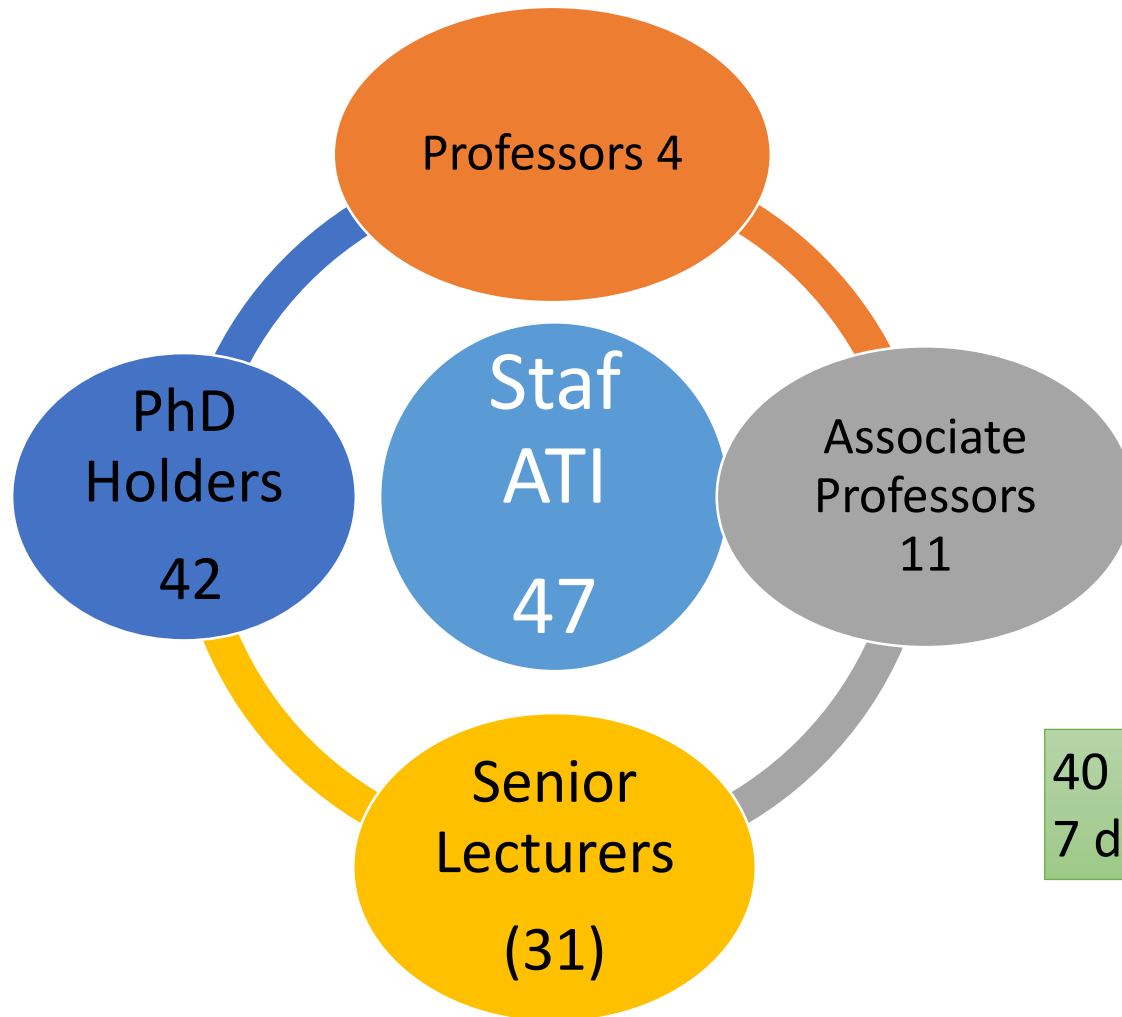 Professors 4
Staf
ATI
47
PhD
Holders
42
Associate
Professors
11
Senior
Lecturers
(31)
40
7